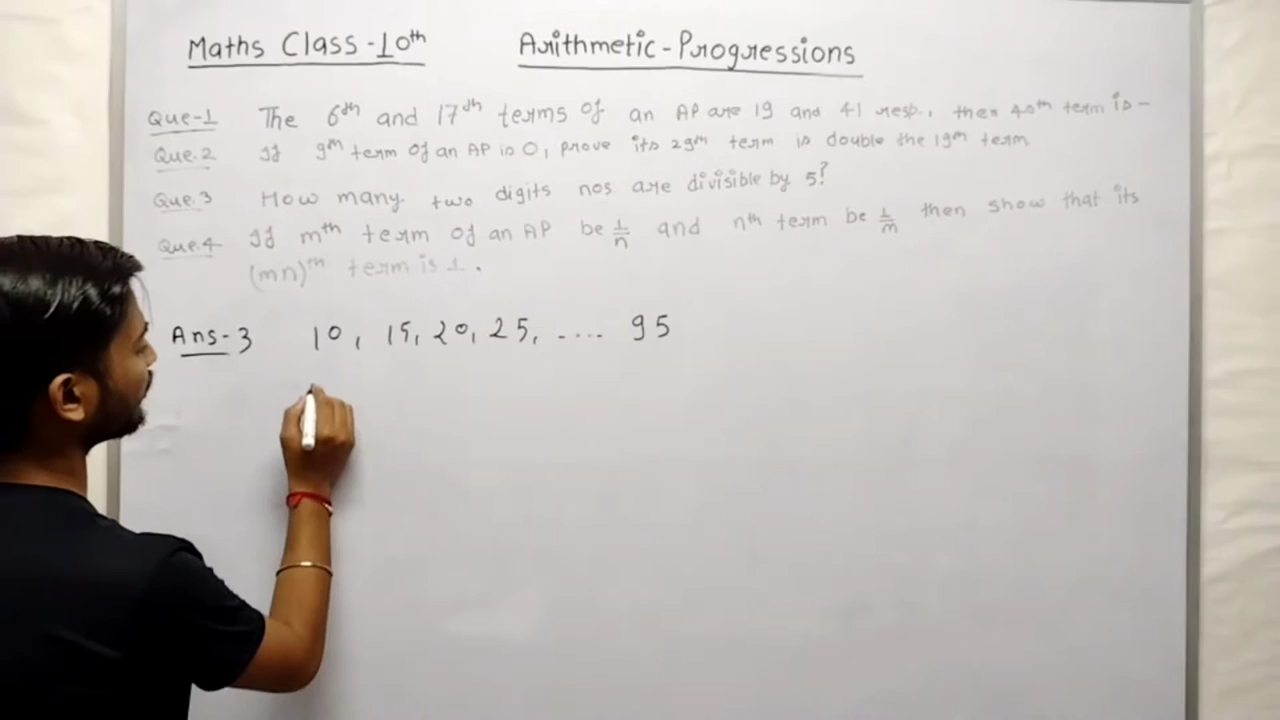 Maths Class-10th Arithmetic-Progressions
Que-1 The 6th and 17th terms of an AP are 19 and 41 resp., then 40th term is-
Que.2 If 9th term of an AP is 0, prove its 29th term is double the 19th term
Que.3 How many two digits nos are divisible by 5?
Que.4 If mth term of an AP be 1/n and nth term be 1/m then show that its
(mn)th term is 1.
Ans-3 10, 15, 20, 25, ..... 95